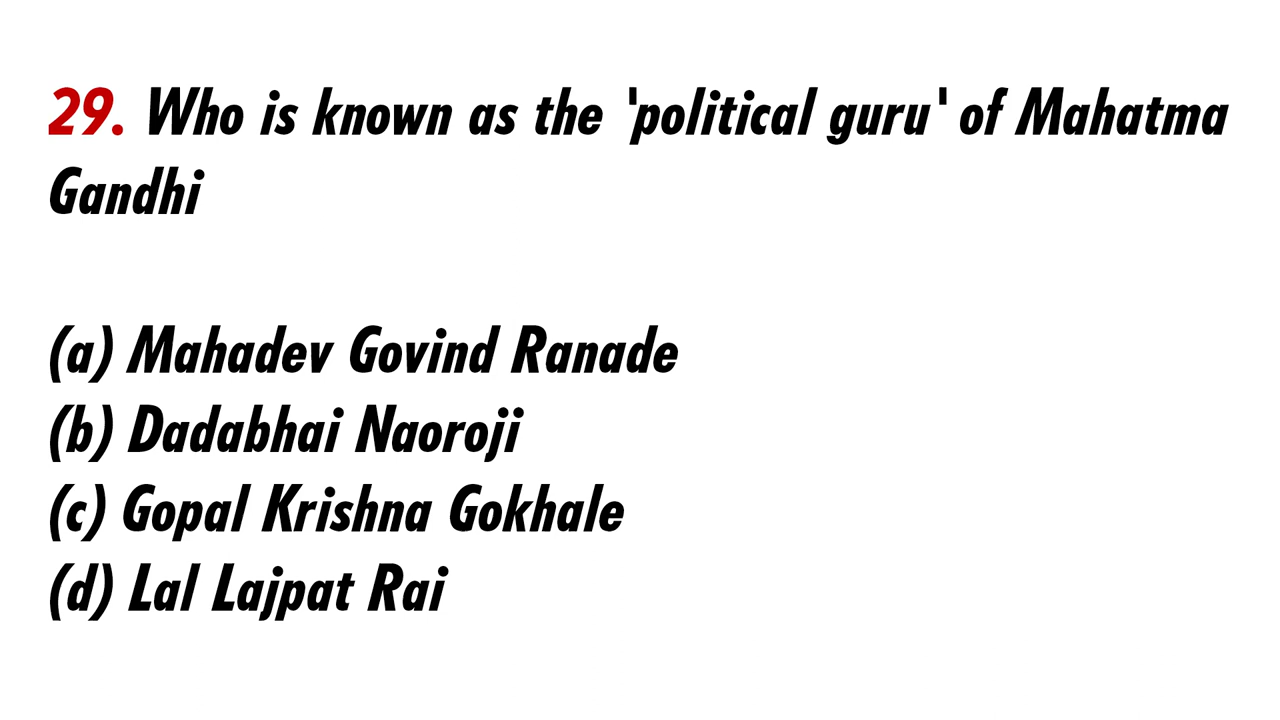 29. Who is known as the 'political guru' of Mahatma
Gandhi
(a) Mahadev Govind Ranade
(b) Dadabhai Naoroji
(c) Gopal Krishna Gokhale
(d) Lal Lajpat Rai